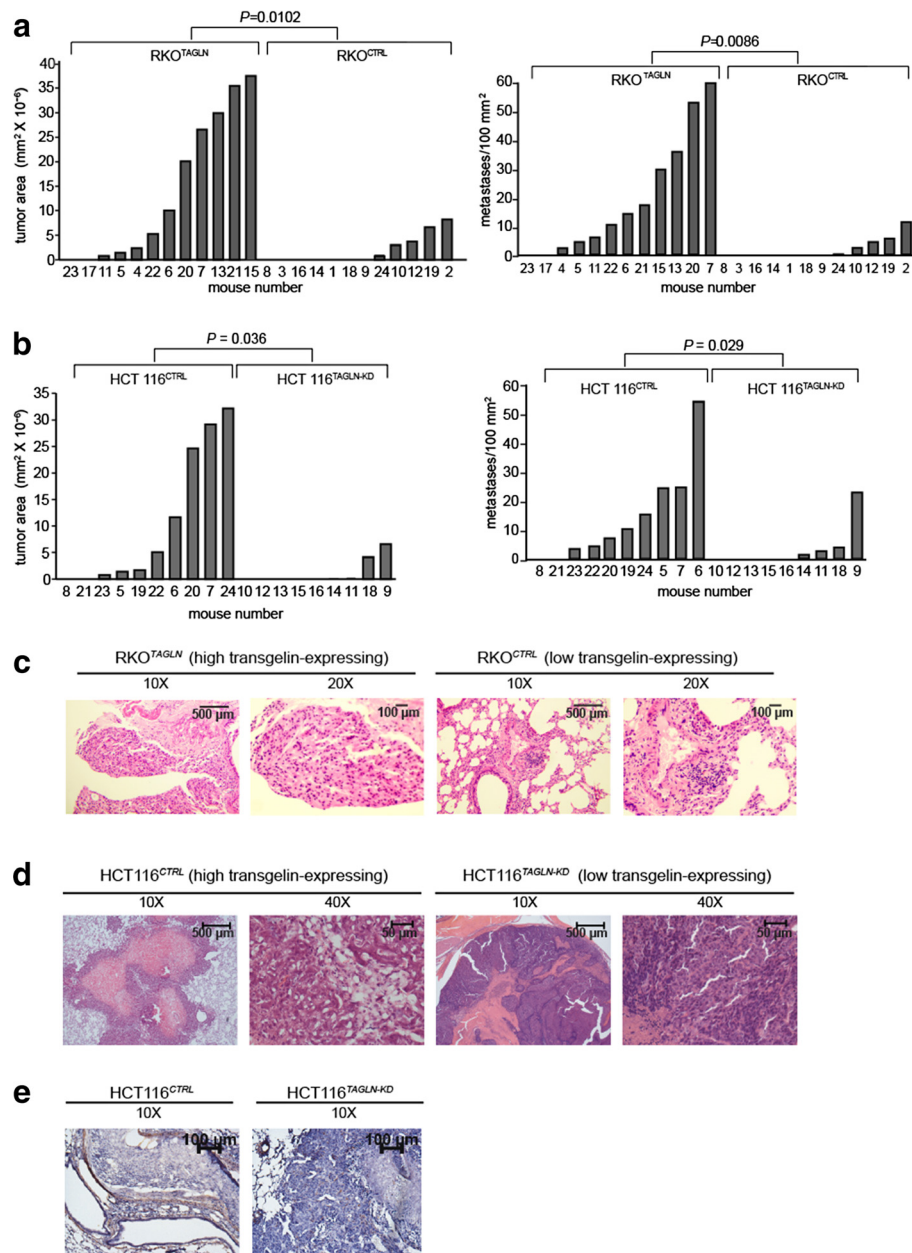 a
P=0.0102
RKO^TAGLN RKO^CTRL
tumor area (mm² X 10⁻⁶)
40
35
30
25
20
15
10
5
0
23 17 11 5 4 22 6 20 7 13 21 15 8 3 16 14 1 18 9 24 10 12 19 2
mouse number
P=0.0086
RKO^TAGLN RKO^CTRL
metastases/100 mm²
60
50
40
30
20
10
0
23 17 4 5 11 22 6 21 15 13 20 7 8 3 16 14 1 18 9 24 10 12 19 2
mouse number
b
P = 0.036
HCT 116^CTRL HCT 116^TAGLN-KD
tumor area (mm² X 10⁻⁶)
35
30
25
20
15
10
5
0
8 21 23 5 19 22 6 20 7 24 10 12 13 15 16 14 11 18 9
mouse number
P = 0.029
HCT 116^CTRL HCT 116^TAGLN-KD
metastases/100 mm²
60
50
40
30
20
10
0
8 21 23 22 20 19 24 5 7 6 10 12 13 15 16 14 11 18 9
mouse number
c
RKO^TAGLN (high transgelin-expressing) RKO^CTRL (low transgelin-expressing)
10X 20X 10X 20X
500 µm 100 µm 500 µm 100 µm
d
HCT116^CTRL (high transgelin-expressing) HCT116^TAGLN-KD (low transgelin-expressing)
10X 40X 10X 40X
500 µm 50 µm 500 µm 50 µm
e
HCT116^CTRL HCT116^TAGLN-KD
10X 10X
100 µm 100 µm